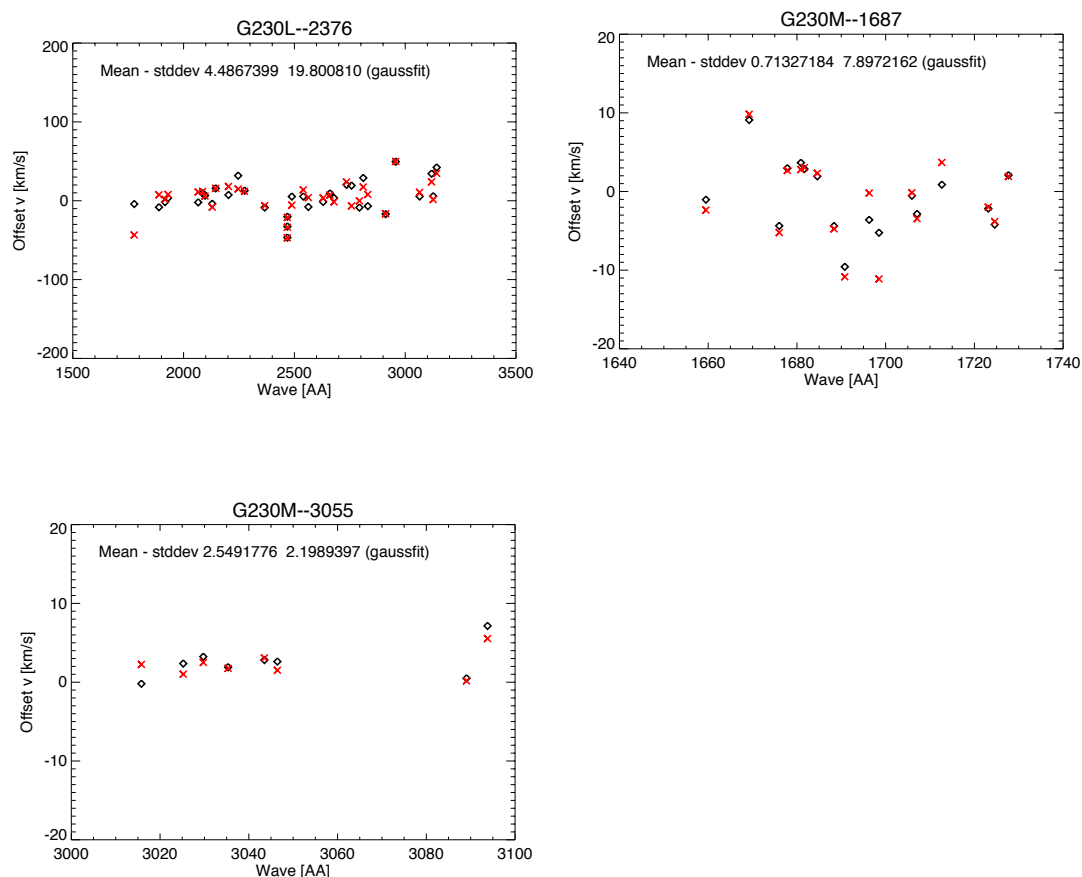 G230L--2376
Mean - stddev 4.4867399 19.800810 (gaussfit)
200
100
0
-100
-200
Offset v [km/s]
1500 2000 2500 3000 3500
Wave [AA]
G230M--1687
Mean - stddev 0.71327184 7.8972162 (gaussfit)
20
10
0
-10
-20
Offset v [km/s]
1640 1660 1680 1700 1720 1740
Wave [AA]
G230M--3055
Mean - stddev 2.5491776 2.1989397 (gaussfit)
20
10
0
-10
-20
Offset v [km/s]
3000 3020 3040 3060 3080 3100
Wave [AA]